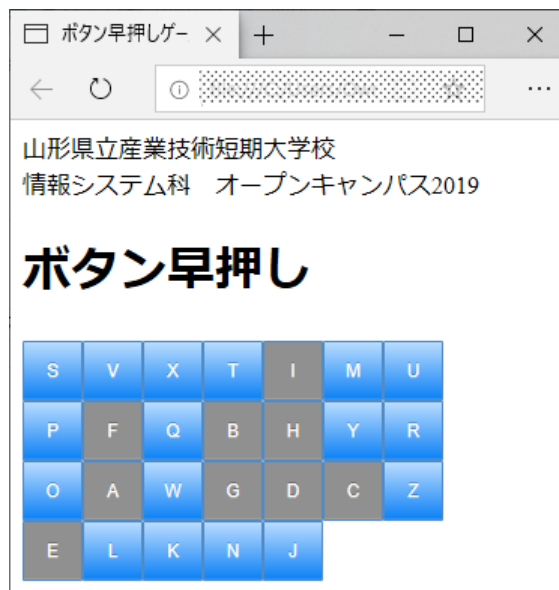 ボタン早押しゲー
山形県立産業技術短期大学校
情報システム科　オープンキャンパス2019
ボタン早押し
S V X T I M U
P F Q B H Y R
O A W G D C Z
E L K N J